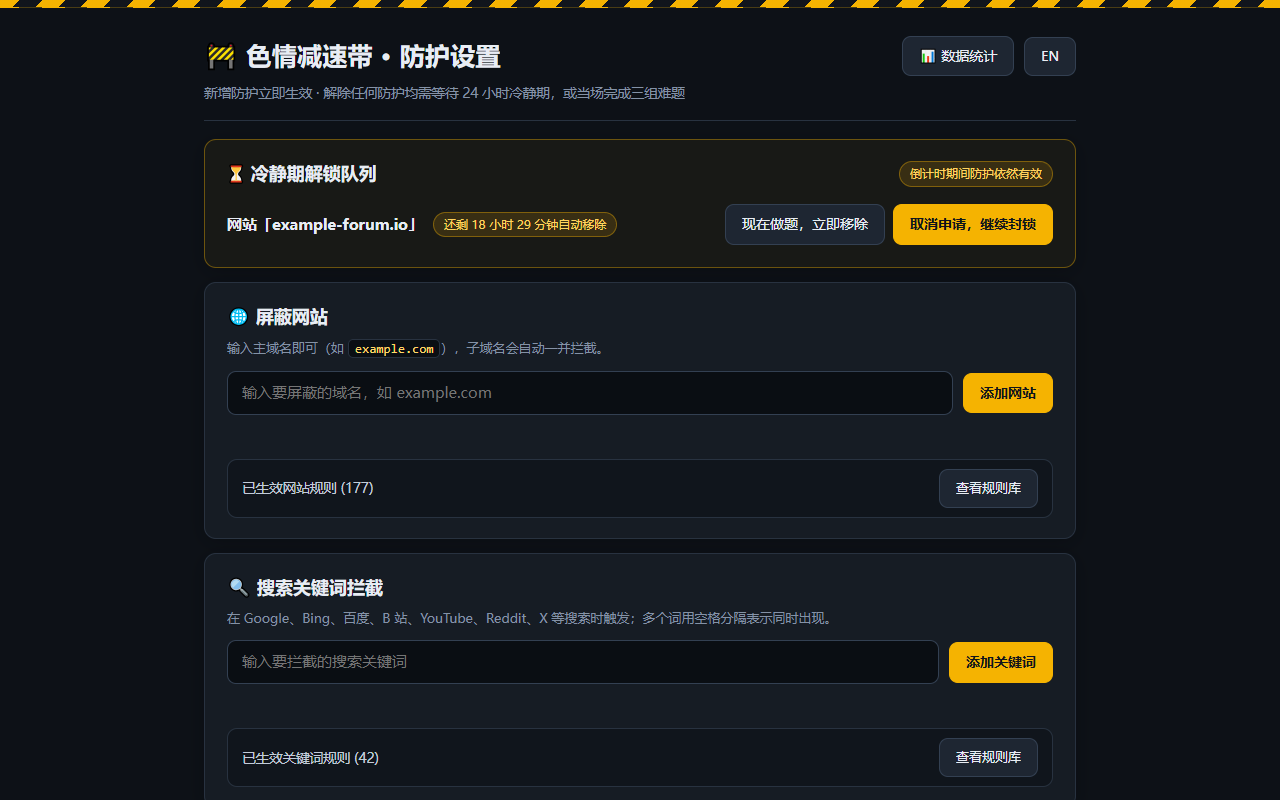 🚧 色情减速带 • 防护设置
📊 数据统计
EN
新增防护立即生效 · 解除任何防护均需等待 24 小时冷静期，或当场完成三组难题
⏳ 冷静期解锁队列
倒计时期间防护依然有效
网站「example-forum.io」
还剩 18 小时 29 分钟自动移除
现在做题，立即移除
取消申请，继续封锁
🌐 屏蔽网站
输入主域名即可（如 example.com），子域名会自动一并拦截。
输入要屏蔽的域名，如 example.com
添加网站
已生效网站规则 (177)
查看规则库
🔍 搜索关键词拦截
在 Google、Bing、百度、B 站、YouTube、Reddit、X 等搜索时触发；多个词用空格分隔表示同时出现。
输入要拦截的搜索关键词
添加关键词
已生效关键词规则 (42)
查看规则库